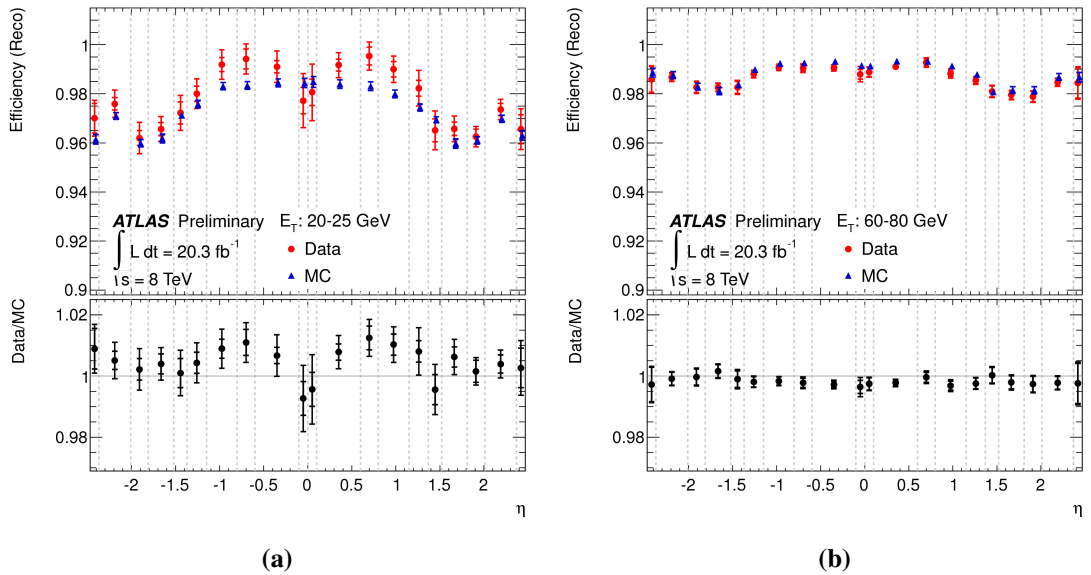 Efficiency (Reco)
1
0.98
0.96
0.94
0.92
0.9
ATLAS Preliminary E_T: 20-25 GeV
∫ L dt = 20.3 fb⁻¹
Data
√s = 8 TeV
MC
Data/MC
1.02
1
0.98
-2 -1.5 -1 -0.5 0 0.5 1 1.5 2
η
(a)
Efficiency (Reco)
1
0.98
0.96
0.94
0.92
0.9
ATLAS Preliminary E_T: 60-80 GeV
∫ L dt = 20.3 fb⁻¹
Data
√s = 8 TeV
MC
Data/MC
1.02
1
0.98
-2 -1.5 -1 -0.5 0 0.5 1 1.5 2
η
(b)